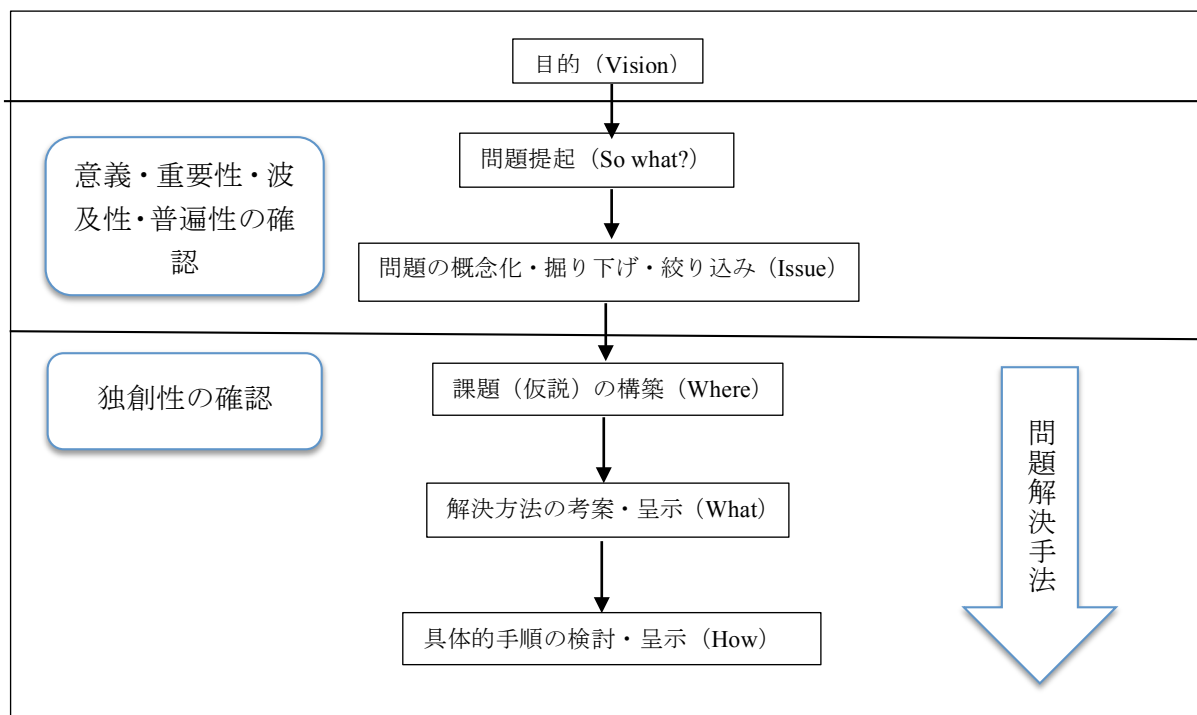 目的（Vision）
問題提起（So what?）
意義・重要性・波
及性・普遍性の確
認
問題の概念化・掘り下げ・絞り込み（Issue）
独創性の確認
課題（仮説）の構築（Where）
解決方法の考案・呈示（What）
具体的手順の検討・呈示（How）
問題解決手法